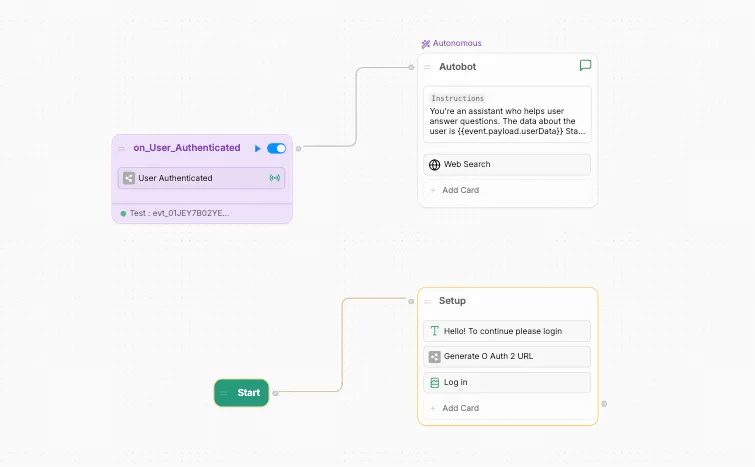 Autonomous
Autobot
Instructions
You're an assistant who helps user
answer questions. The data about the
user is {{event.payload.userData}} Sta...
Web Search
+ Add Card
on_User_Authenticated
User Authenticated
Test : evt_01JEY7B02YE...
Setup
Hello! To continue please login
Generate O Auth 2 URL
Log in
+ Add Card
Start